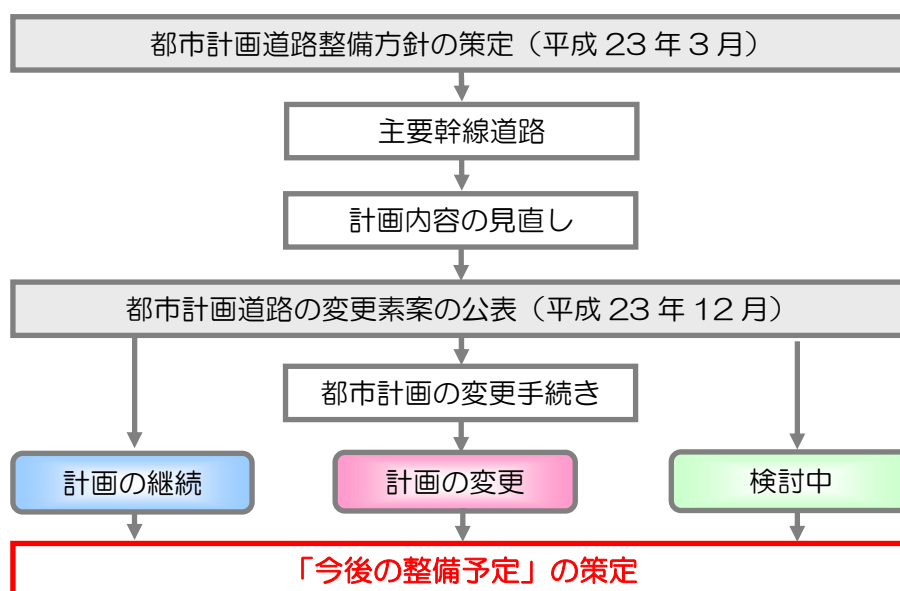 都市計画道路整備方針の策定（平成 23 年 3 月）
主要幹線道路
計画内容の見直し
都市計画道路の変更素案の公表（平成 23 年 12 月）
都市計画の変更手続き
計画の継続
計画の変更
検討中
「今後の整備予定」の策定